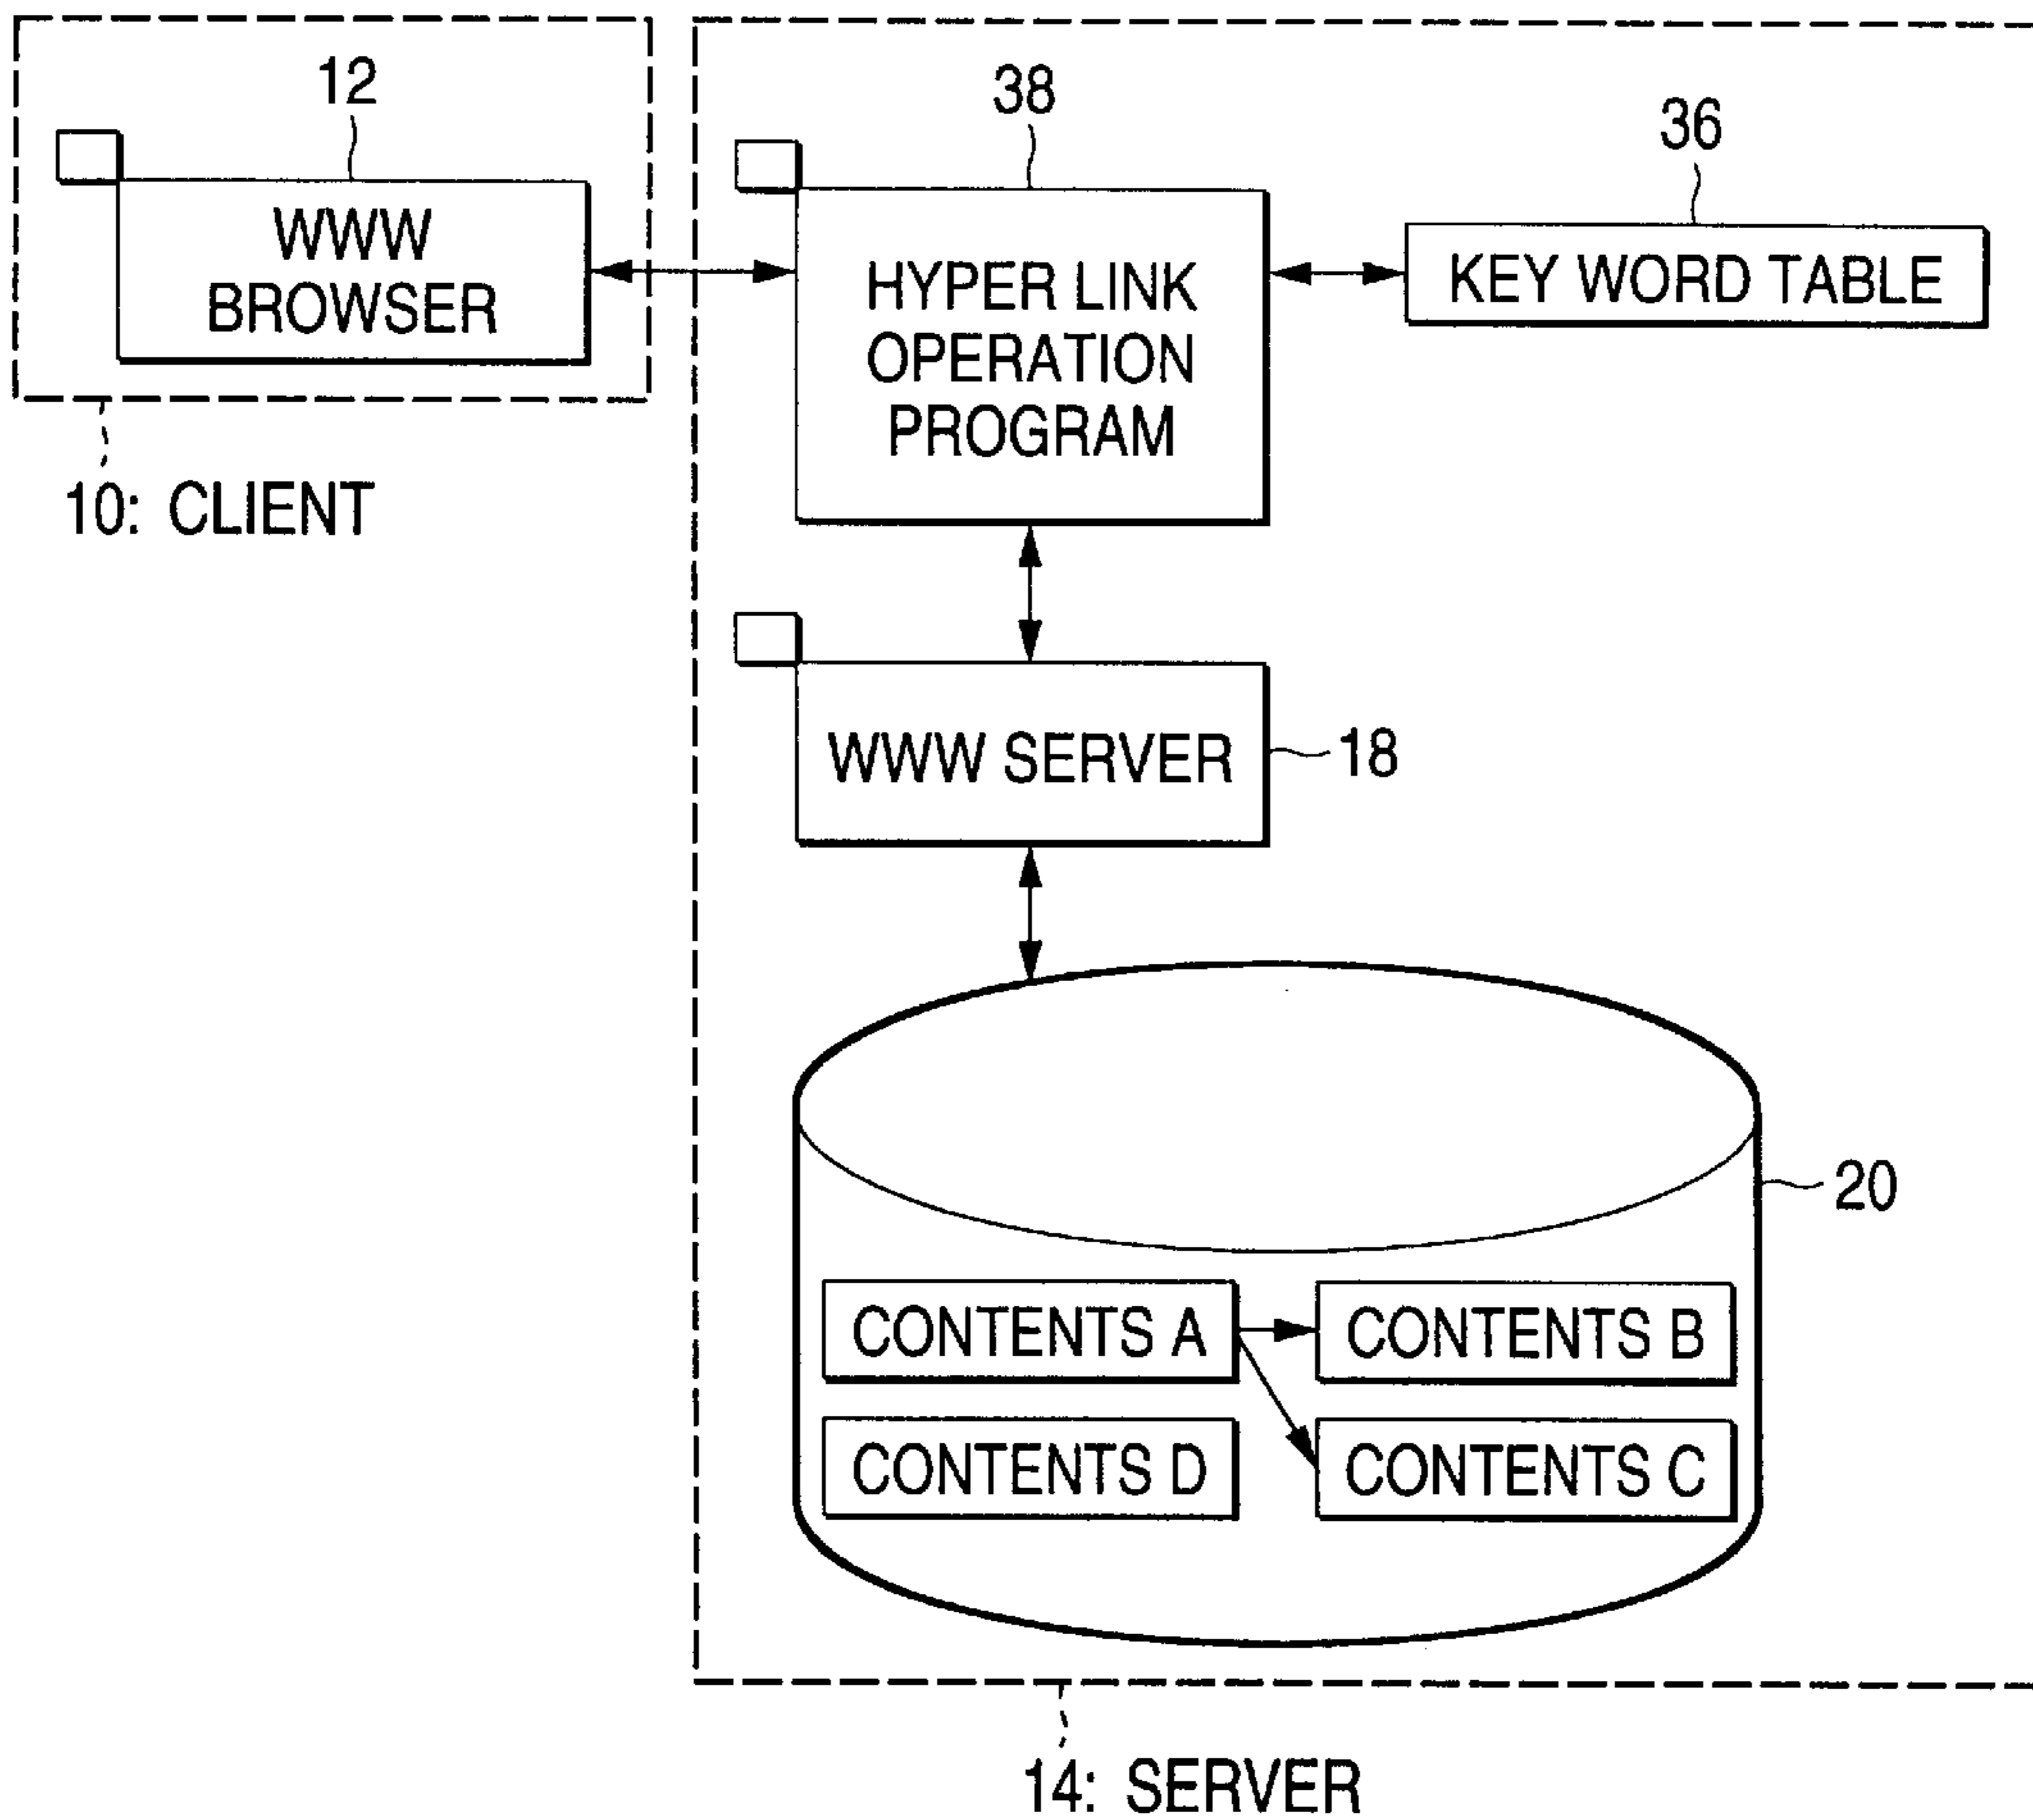 12
38
36
WWW
BROWSER
HYPER LINK
OPERATION
PROGRAM
KEY WORD TABLE
10: CLIENT
WWW SERVER
18
20
CONTENTS A
CONTENTS B
CONTENTS D
CONTENTS C
14: SERVER